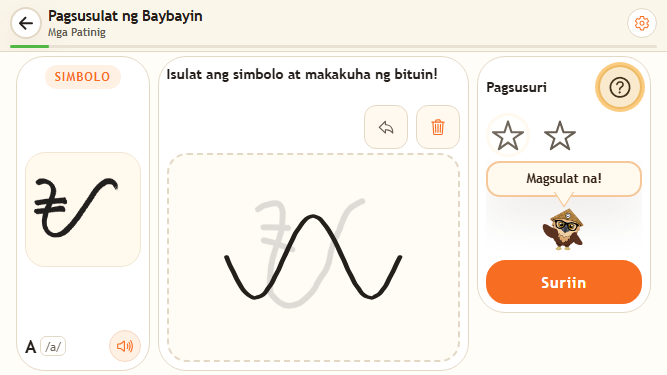 Pagsusulat ng Baybayin
Mga Patinig
SIMBOLO
ᜀ
A /a/
Isulat ang simbolo at makakuha ng bituin!
Pagsusuri
Magsulat na!
Suriin